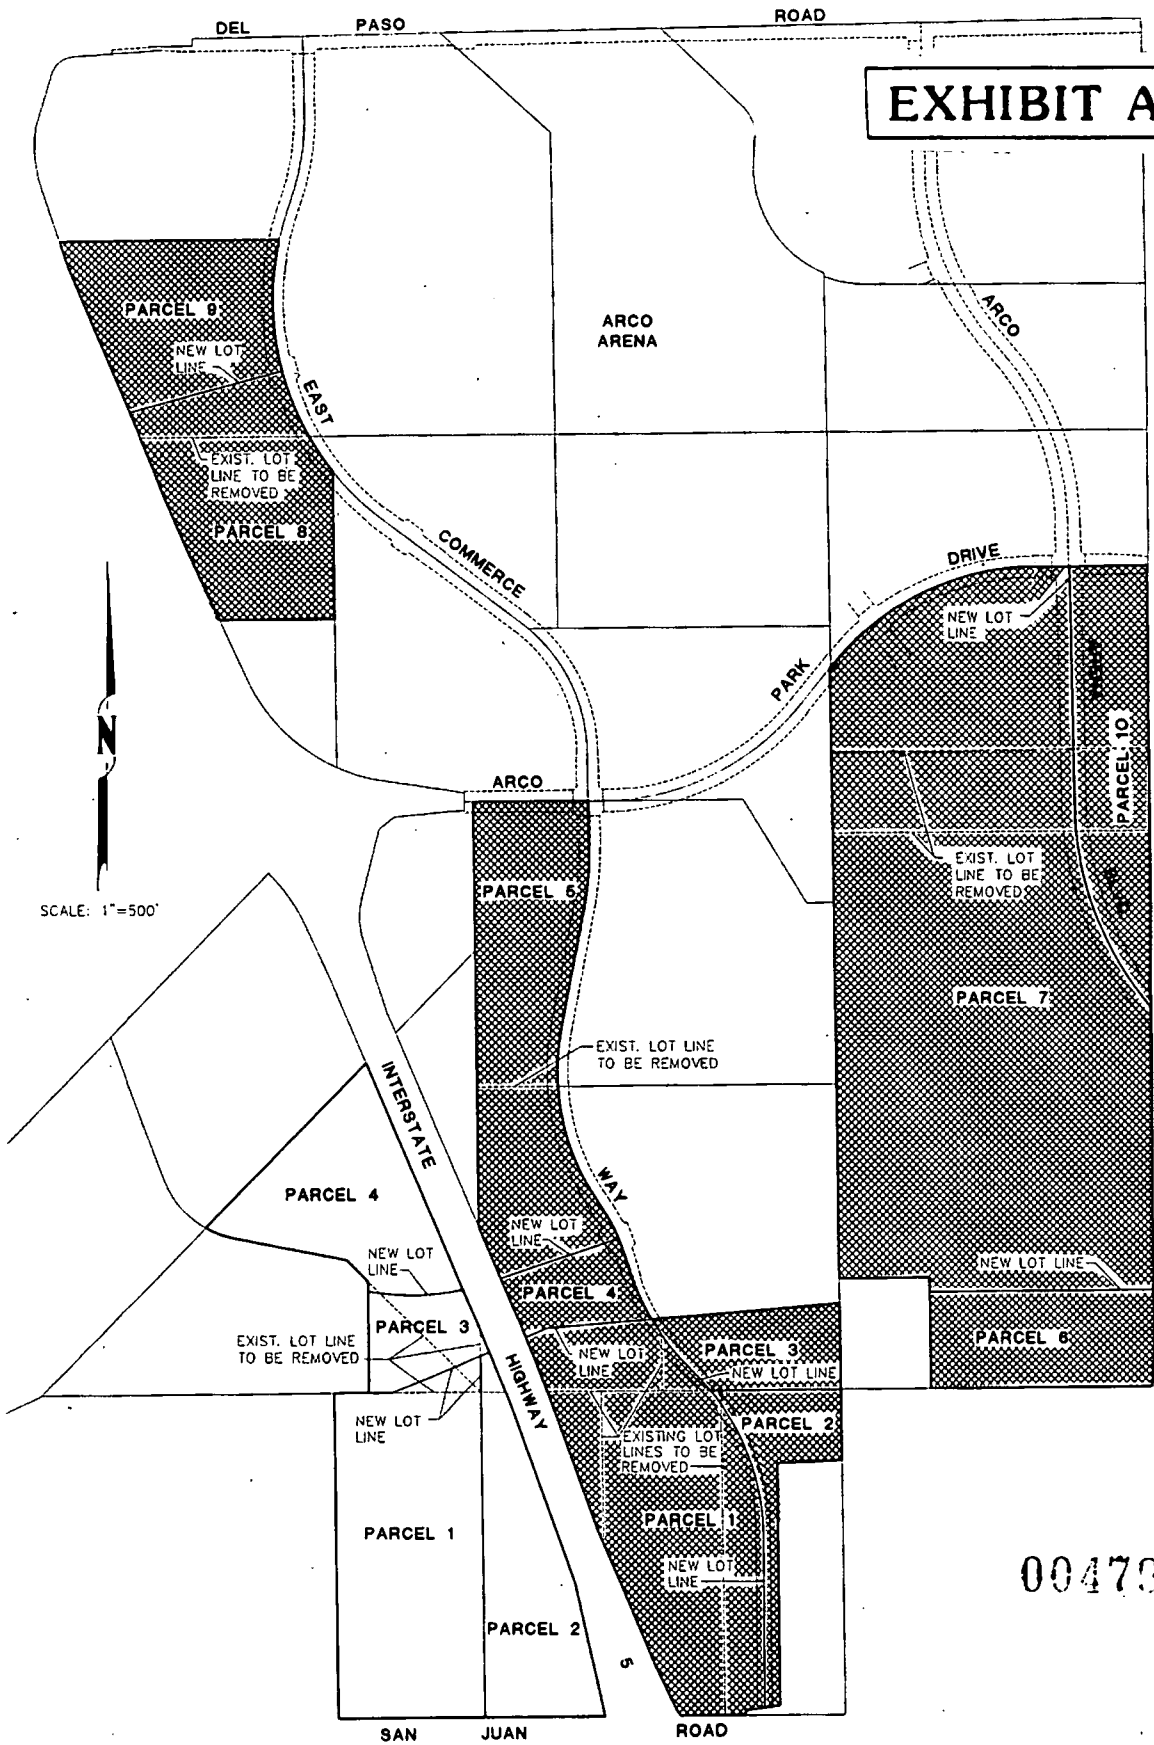 DEL PASO ROAD
EXHIBIT A
PARCEL 9
NEW LOT
LINE
ARCO
ARENA
ARCO
EAST
EXIST. LOT
LINE TO BE
REMOVED
PARCEL 8
COMMERCE
DRIVE
NEW LOT
LINE
PARK
N
PARCEL 10
ARCO
SCALE: 1"=500'
PARCEL 5
EXIST. LOT
LINE TO BE
REMOVED
PARCEL 7
EXIST. LOT LINE
TO BE REMOVED
INTERSTATE
PARCEL 4
WAY
NEW LOT
LINE
NEW LOT
LINE
NEW LOT LINE
PARCEL 4
PARCEL 3
EXIST. LOT LINE
TO BE REMOVED
HIGHWAY
NEW LOT
LINE
PARCEL 3
NEW LOT LINE
PARCEL 6
NEW LOT
LINE
EXISTING LOT
LINES TO BE
REMOVED
PARCEL 2
PARCEL 1
PARCEL 1
NEW LOT
LINE
PARCEL 2
5
SAN JUAN ROAD